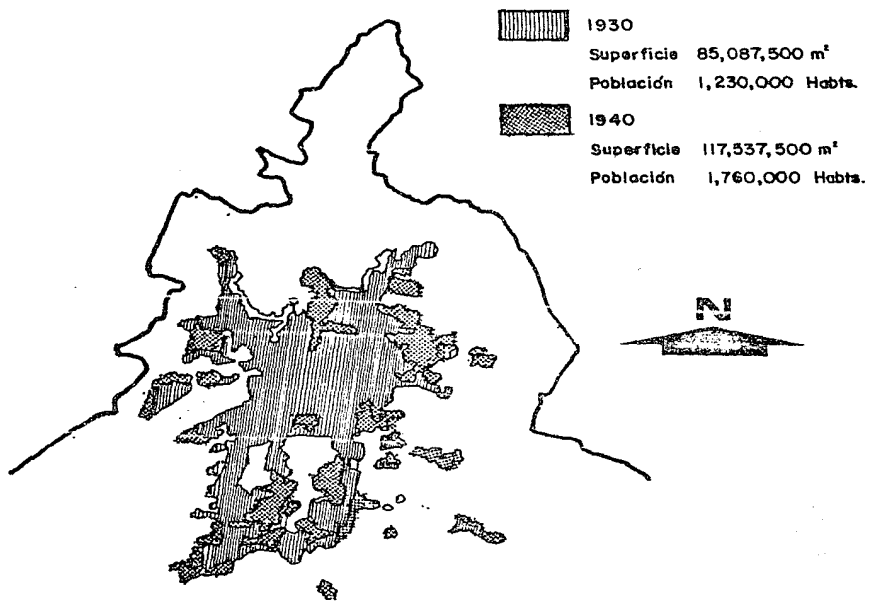 1930
Superficie 85,087,500 m²
Población 1,230,000 Habts.
1940
Superficie 117,537,500 m²
Población 1,760,000 Habts.
N